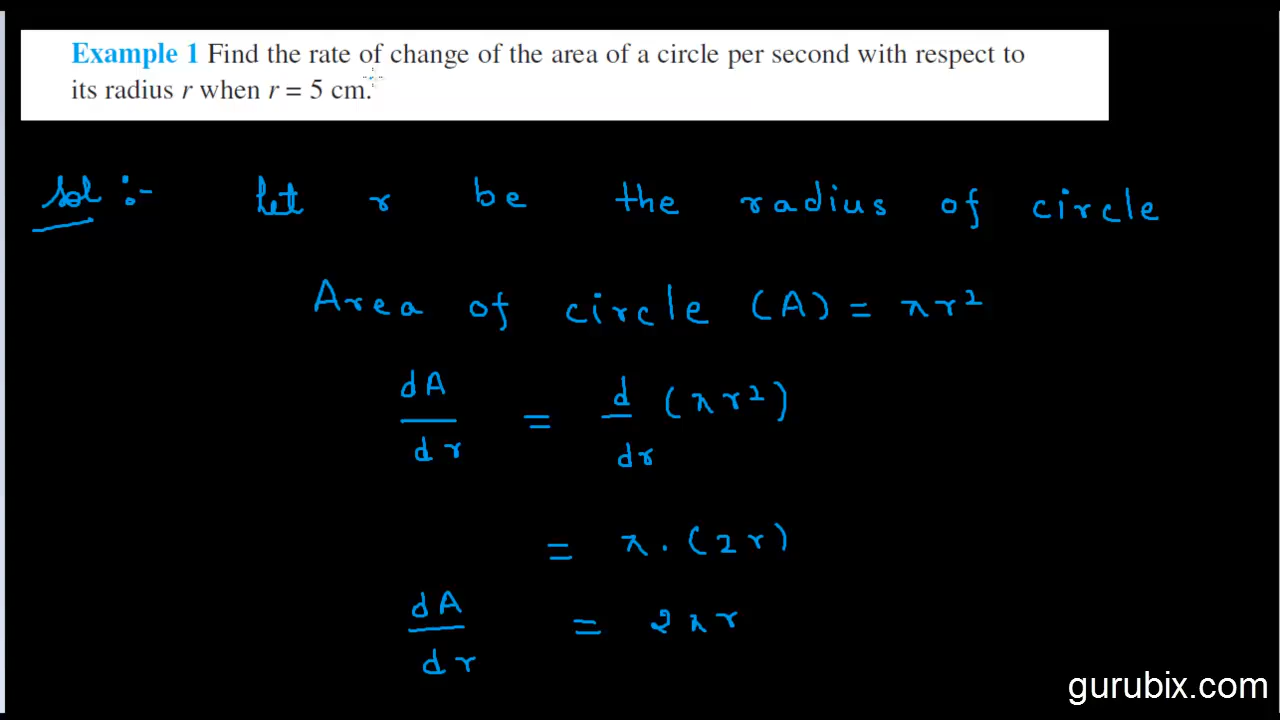 Example 1 Find the rate of change of the area of a circle per second with respect to
its radius r when r = 5 cm.
Sol :- let r be the radius of circle
Area of circle (A) = πr²
dA/dr = d/dr (πr²)
= π . (2r)
dA/dr = 2πr
gurubix.com